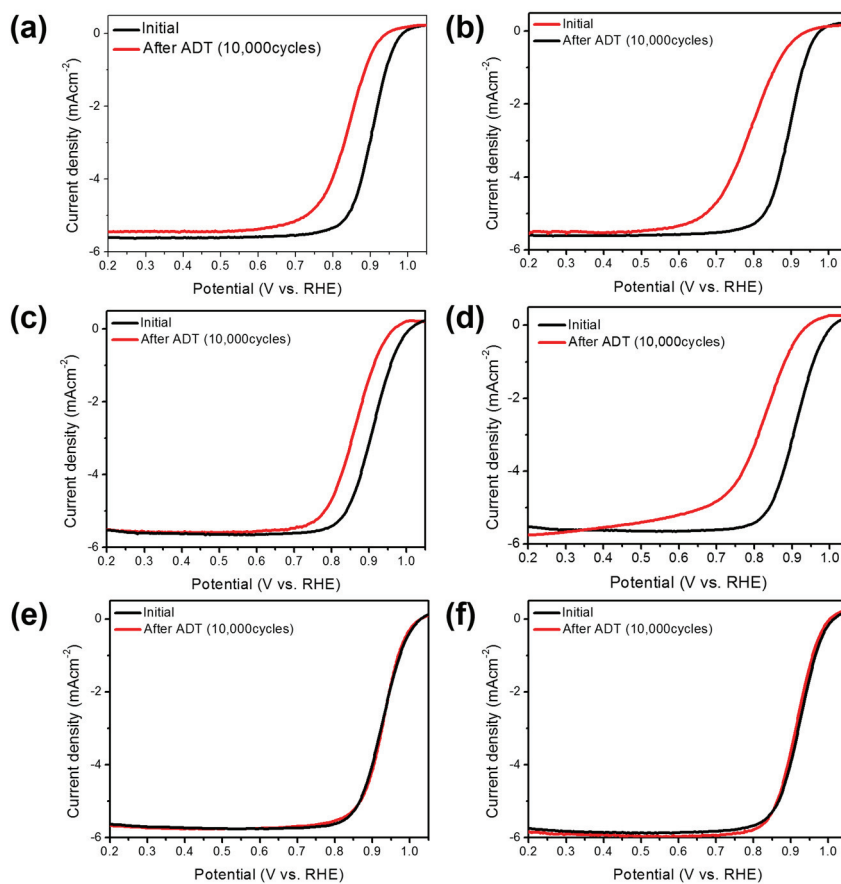 (a)
Initial
After ADT (10,000cycles)
0
-2
-4
-6
0.2 0.3 0.4 0.5 0.6 0.7 0.8 0.9 1.0
Current density (mAcm⁻²)
Potential (V vs. RHE)
(b)
Initial
After ADT (10,000cycles)
0
-2
-4
-6
0.2 0.3 0.4 0.5 0.6 0.7 0.8 0.9 1.0
Current density (mAcm⁻²)
Potential (V vs. RHE)
(c)
Initial
After ADT (10,000cycles)
0
-2
-4
-6
0.2 0.3 0.4 0.5 0.6 0.7 0.8 0.9 1.0
Current density (mAcm⁻²)
Potential (V vs. RHE)
(d)
Initial
After ADT (10,000cycles)
0
-2
-4
-6
0.2 0.3 0.4 0.5 0.6 0.7 0.8 0.9 1.0
Current density (mAcm⁻²)
Potential (V vs. RHE)
(e)
Initial
After ADT (10,000cycles)
0
-2
-4
-6
0.2 0.3 0.4 0.5 0.6 0.7 0.8 0.9 1.0
Current density (mAcm⁻²)
Potential (V vs. RHE)
(f)
Initial
After ADT (10,000cycles)
0
-2
-4
-6
0.2 0.3 0.4 0.5 0.6 0.7 0.8 0.9 1.0
Current density (mAcm⁻²)
Potential (V vs. RHE)